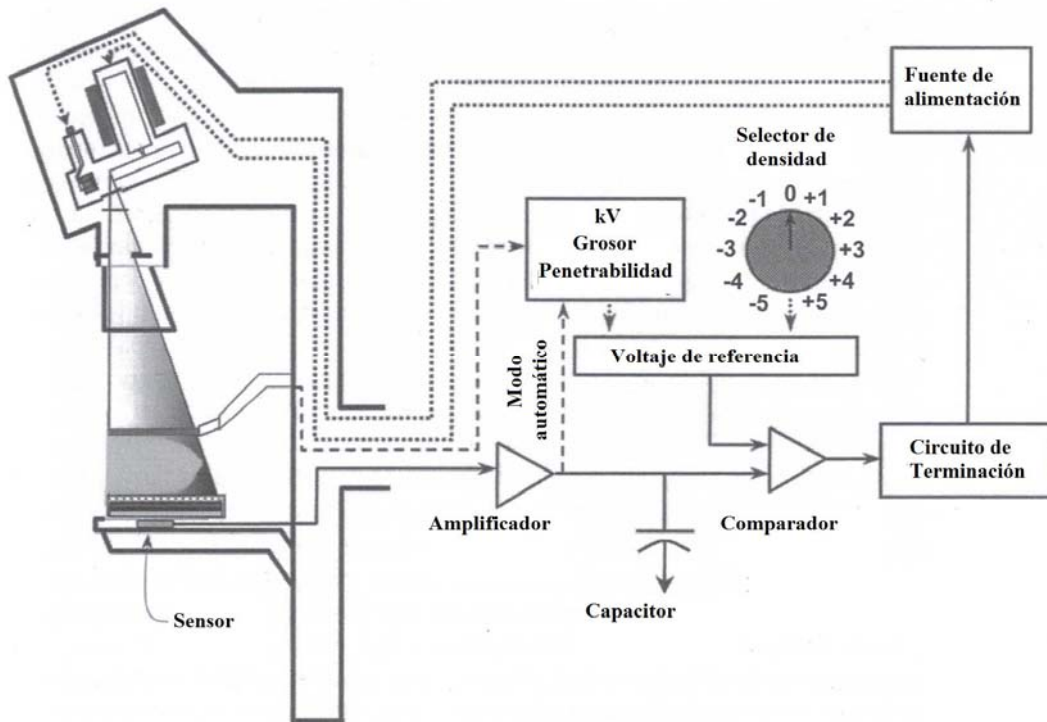 Fuente de
alimentación
Selector de
densidad
-5 -4 -3 -2 -1 0 +1 +2 +3 +4 +5
kV
Grosor
Penetrabilidad
Voltaje de referencia
Modo
automático
Circuito de
Terminación
Amplificador
Comparador
Capacitor
Sensor